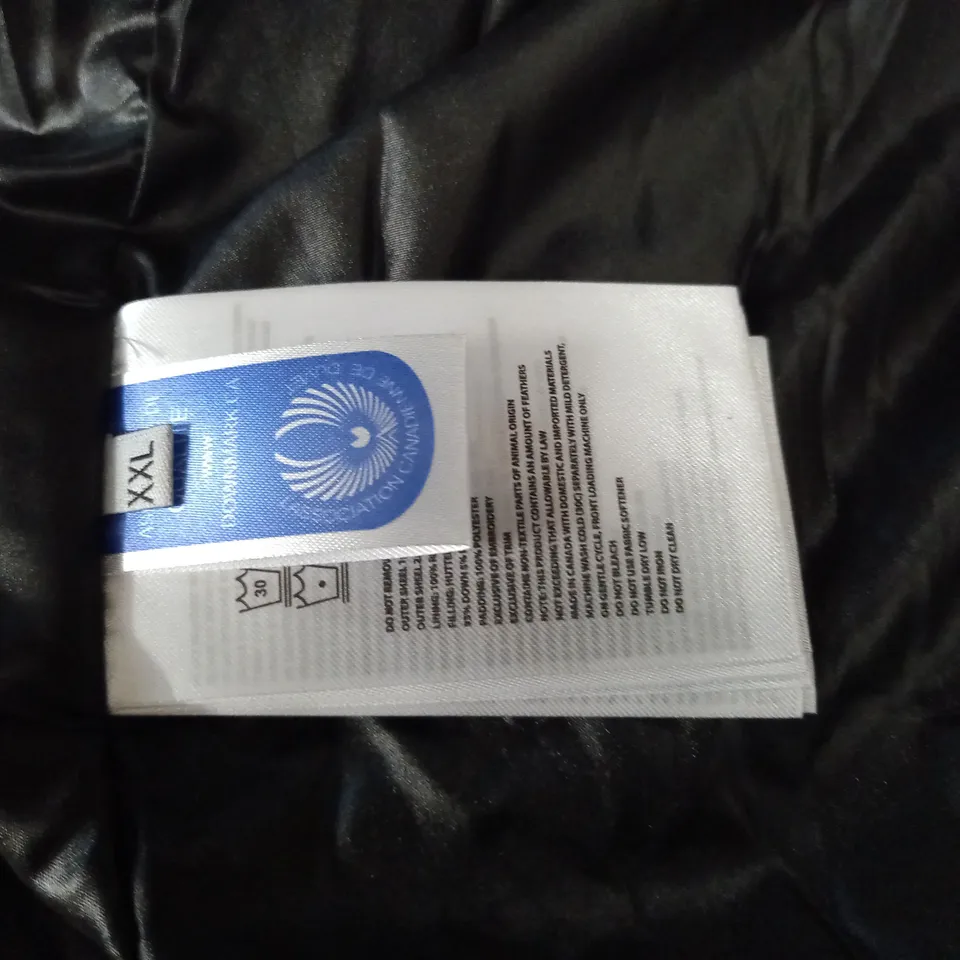 XXL
WWW.
DOWNMARK.CA
CIATION CANADIENNE DE DU
30
DO NOT REMOV
OUTER SHELL 1
OUTER SHELL 2
LINING: 100%
FILLING: HUTTE
95% DOWN 5%
PADDING: 100% POLYESTER
EXCLUSIVE OF EMBROIDERY
EXCLUSIVE OF TRIM
CONTAINS NON-TEXTILE PARTS OF ANIMAL ORIGIN
NOTE: THIS PRODUCT CONTAINS AN AMOUNT OF FEATHERS
NOT EXCEEDING THAT ALLOWABLE BY LAW
MADE IN CANADA WITH DOMESTIC AND IMPORTED MATERIALS
MACHINE WASH COLD (30C) SEPARATELY WITH MILD DETERGENT,
ON GENTLE CYCLE, FRONT LOADING MACHINE ONLY
DO NOT BLEACH
DO NOT USE FABRIC SOFTENER
TUMBLE DRY LOW
DO NOT IRON
DO NOT DRY CLEAN